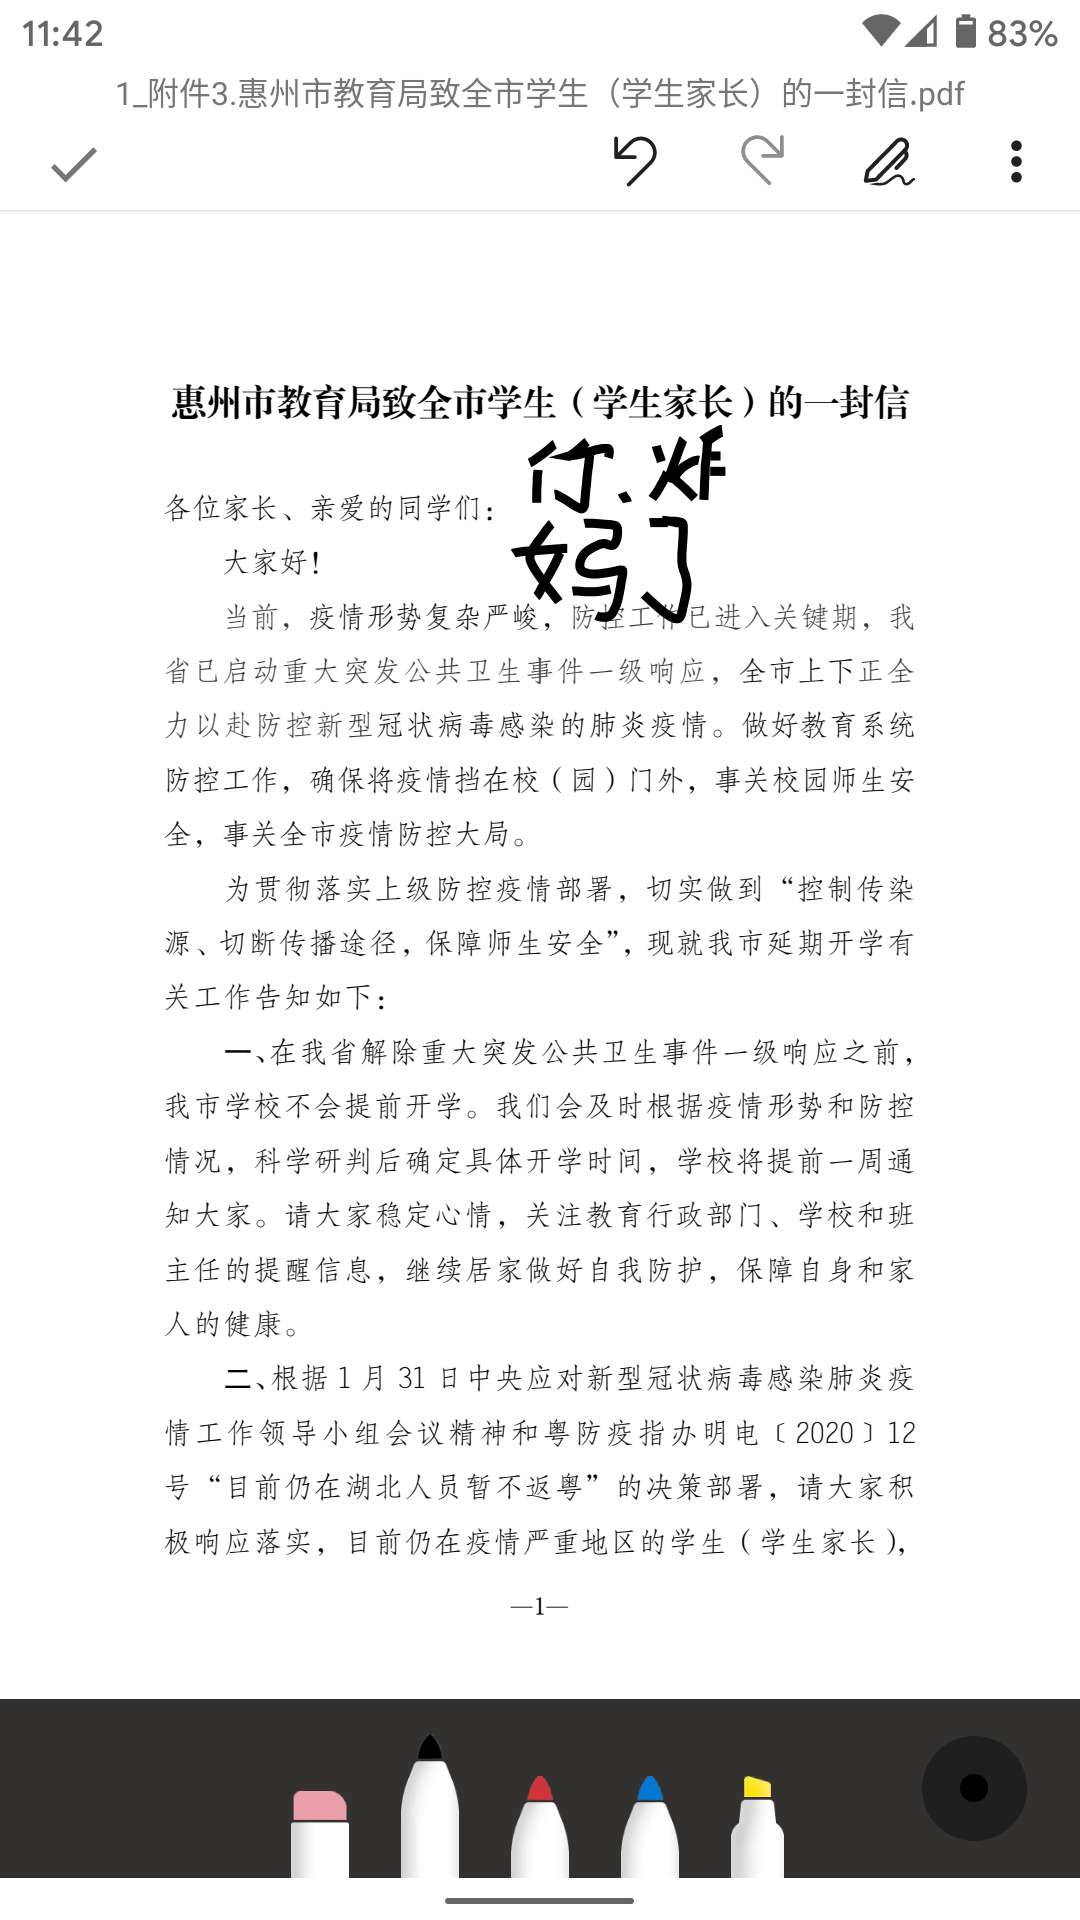 11:42
83%
1_附件3.惠州市教育局致全市学生（学生家长）的一封信.pdf
惠州市教育局致全市学生（学生家长）的一封信
你 炸
妈了
各位家长、亲爱的同学们：
大家好！
当前，疫情形势复杂严峻，防控工作已进入关键期，我
省已启动重大突发公共卫生事件一级响应，全市上下正全
力以赴防控新型冠状病毒感染的肺炎疫情。做好教育系统
防控工作，确保将疫情挡在校（园）门外，事关校园师生安
全，事关全市疫情防控大局。
为贯彻落实上级防控疫情部署，切实做到“控制传染
源、切断传播途径，保障师生安全”，现就我市延期开学有
关工作告知如下：
一、在我省解除重大突发公共卫生事件一级响应之前，
我市学校不会提前开学。我们会及时根据疫情形势和防控
情况，科学研判后确定具体开学时间，学校将提前一周通
知大家。请大家稳定心情，关注教育行政部门、学校和班
主任的提醒信息，继续居家做好自我防护，保障自身和家
人的健康。
二、根据 1 月 31 日中央应对新型冠状病毒感染肺炎疫
情工作领导小组会议精神和粤防疫指办明电〔2020〕12
号“目前仍在湖北人员暂不返粤”的决策部署，请大家积
极响应落实，目前仍在疫情严重地区的学生（学生家长），
—1—